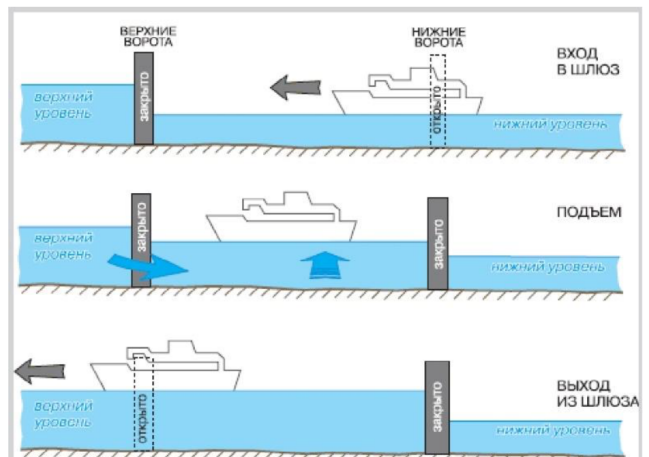 ВЕРХНИЕ
ВОРОТА
НИЖНИЕ
ВОРОТА
ВХОД
В ШЛЮЗ
верхний
уровень
закрыто
открыто
нижний уровень
ПОДЪЕМ
верхний
уровень
закрыто
закрыто
нижний уровень
ВЫХОД
ИЗ ШЛЮЗА
верхний
уровень
открыто
закрыто
нижний уровень